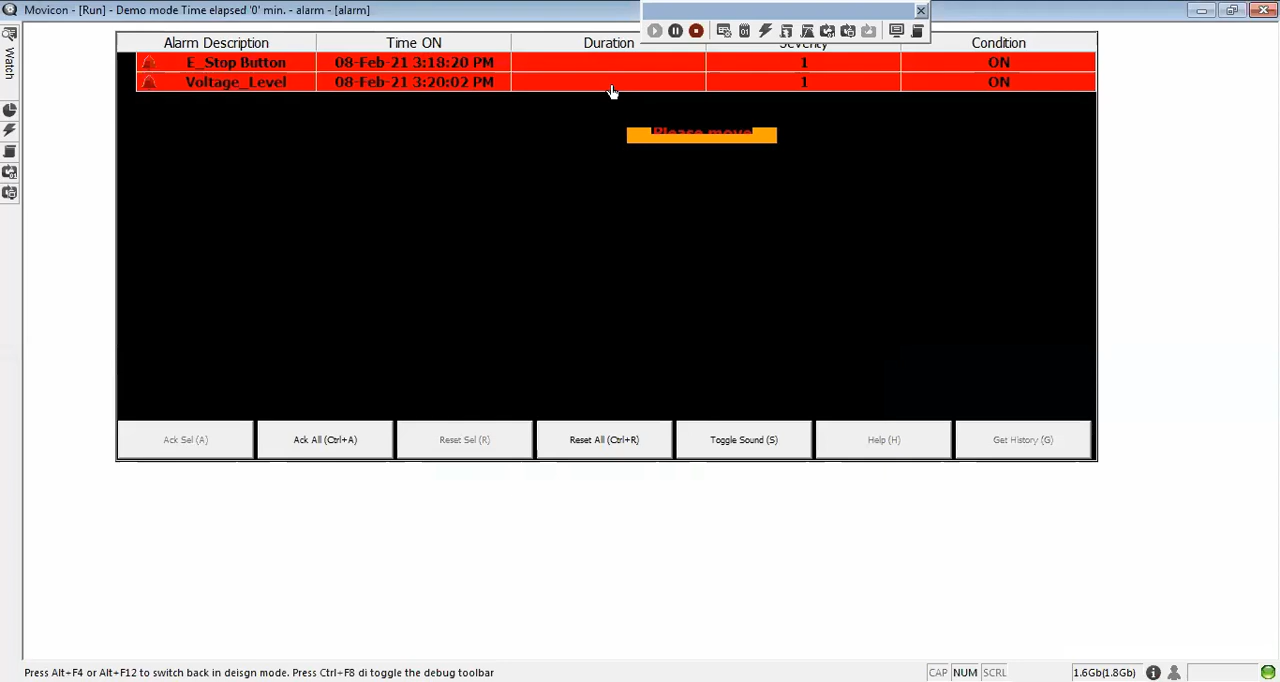 Movicon - [Run] - Demo mode Time elapsed '0' min. - alarm - [alarm]
Watch
Alarm Description Time ON Duration Severity Condition
E_Stop Button 08-Feb-21 3:18:20 PM 1 ON
Voltage_Level 08-Feb-21 3:20:02 PM 1 ON
Please move
Ack Sel (A) Ack All (Ctrl+A) Reset Sel (R) Reset All (Ctrl+R) Toggle Sound (S) Help (H) Get History (G)
Press Alt+F4 or Alt+F12 to switch back in deisgn mode. Press Ctrl+F8 di toggle the debug toolbar CAP NUM SCRL 1.6Gb(1.8Gb)